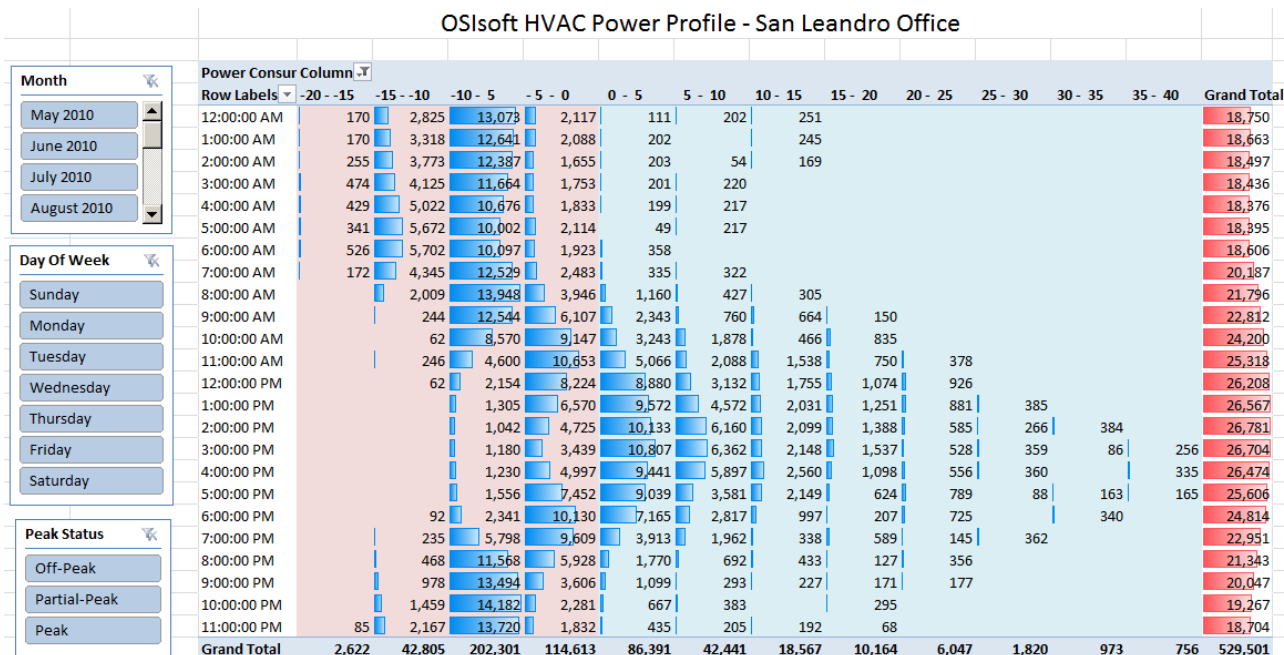 OSIsoft HVAC Power Profile - San Leandro Office
Month
May 2010
June 2010
July 2010
August 2010
Day Of Week
Sunday
Monday
Tuesday
Wednesday
Thursday
Friday
Saturday
Peak Status
Off-Peak
Partial-Peak
Peak
Power Consur Column
Row Labels -20 - -15 -15 - -10 -10 - 5 - 5 - 0 0 - 5 5 - 10 10 - 15 15 - 20 20 - 25 25 - 30 30 - 35 35 - 40 Grand Total
12:00:00 AM 170 2,825 13,073 2,117 111 202 251 18,750
1:00:00 AM 170 3,318 12,641 2,088 202 245 18,663
2:00:00 AM 255 3,773 12,387 1,655 203 54 169 18,497
3:00:00 AM 474 4,125 11,664 1,753 201 220 18,436
4:00:00 AM 429 5,022 10,676 1,833 199 217 18,376
5:00:00 AM 341 5,672 10,002 2,114 49 217 18,395
6:00:00 AM 526 5,702 10,097 1,923 358 18,606
7:00:00 AM 172 4,345 12,529 2,483 335 322 20,187
8:00:00 AM 2,009 13,948 3,946 1,160 427 305 21,796
9:00:00 AM 244 12,544 6,107 2,343 760 664 150 22,812
10:00:00 AM 62 8,570 9,147 3,243 1,878 466 835 24,200
11:00:00 AM 246 4,600 10,653 5,066 2,088 1,538 750 378 25,318
12:00:00 PM 62 2,154 8,224 8,880 3,132 1,755 1,074 926 26,208
1:00:00 PM 1,305 6,570 9,572 4,572 2,031 1,251 881 385 26,567
2:00:00 PM 1,042 4,725 10,133 6,160 2,099 1,388 585 266 384 26,781
3:00:00 PM 1,180 3,439 10,807 6,362 2,148 1,537 528 359 86 256 26,704
4:00:00 PM 1,230 4,997 9,441 5,897 2,560 1,098 556 360 335 26,474
5:00:00 PM 1,556 7,452 9,039 3,581 2,149 624 789 88 163 165 25,606
6:00:00 PM 92 2,341 10,130 7,165 2,817 997 207 725 340 24,814
7:00:00 PM 235 5,798 9,609 3,913 1,962 338 589 145 362 22,951
8:00:00 PM 468 11,568 5,928 1,770 692 433 127 356 21,343
9:00:00 PM 978 13,494 3,606 1,099 293 227 171 177 20,047
10:00:00 PM 1,459 14,182 2,281 667 383 295 19,267
11:00:00 PM 85 2,167 13,720 1,832 435 205 192 68 18,704
Grand Total 2,622 42,805 202,301 114,613 86,391 42,441 18,567 10,164 6,047 1,820 973 756 529,501